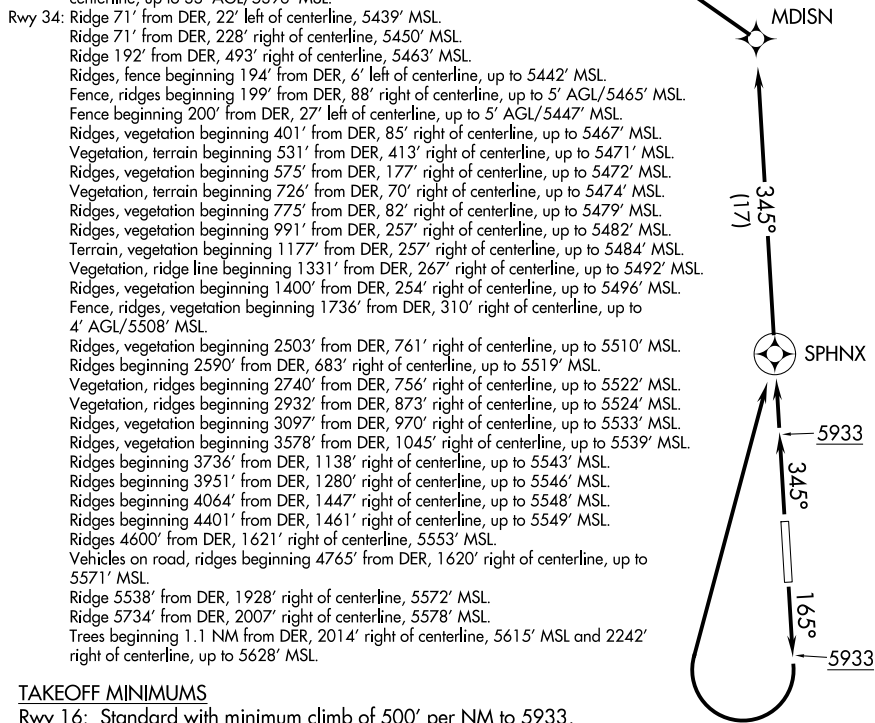 centerline, up to 33' AGL/5396' MSL.
Rwy 34: Ridge 71' from DER, 22' left of centerline, 5439' MSL.
Ridge 71' from DER, 228' right of centerline, 5450' MSL.
Ridge 192' from DER, 493' right of centerline, 5463' MSL.
Ridges, fence beginning 194' from DER, 6' left of centerline, up to 5442' MSL.
Fence, ridges beginning 199' from DER, 88' right of centerline, up to 5' AGL/5465' MSL.
Fence beginning 200' from DER, 27' left of centerline, up to 5' AGL/5447' MSL.
Ridges, vegetation beginning 401' from DER, 85' right of centerline, up to 5467' MSL.
Vegetation, terrain beginning 531' from DER, 413' right of centerline, up to 5471' MSL.
Ridges, vegetation beginning 575' from DER, 177' right of centerline, up to 5472' MSL.
Vegetation, terrain beginning 726' from DER, 70' right of centerline, up to 5474' MSL.
Ridges, vegetation beginning 775' from DER, 82' right of centerline, up to 5479' MSL.
Ridges, vegetation beginning 991' from DER, 257' right of centerline, up to 5482' MSL.
Terrain, vegetation beginning 1177' from DER, 257' right of centerline, up to 5484' MSL.
Vegetation, ridge line beginning 1331' from DER, 267' right of centerline, up to 5492' MSL.
Ridges, vegetation beginning 1400' from DER, 254' right of centerline, up to 5496' MSL.
Fence, ridges, vegetation beginning 1736' from DER, 310' right of centerline, up to
4' AGL/5508' MSL.
Ridges, vegetation beginning 2503' from DER, 761' right of centerline, up to 5510' MSL.
Ridges beginning 2590' from DER, 683' right of centerline, up to 5519' MSL.
Vegetation, ridges beginning 2740' from DER, 756' right of centerline, up to 5522' MSL.
Vegetation, ridges beginning 2932' from DER, 873' right of centerline, up to 5524' MSL.
Ridges, vegetation beginning 3097' from DER, 970' right of centerline, up to 5533' MSL.
Ridges, vegetation beginning 3578' from DER, 1045' right of centerline, up to 5539' MSL.
Ridges beginning 3736' from DER, 1138' right of centerline, up to 5543' MSL.
Ridges beginning 3951' from DER, 1280' right of centerline, up to 5546' MSL.
Ridges beginning 4064' from DER, 1447' right of centerline, up to 5548' MSL.
Ridges beginning 4401' from DER, 1461' right of centerline, up to 5549' MSL.
Ridges 4600' from DER, 1621' right of centerline, 5553' MSL.
Vehicles on road, ridges beginning 4765' from DER, 1620' right of centerline, up to
5571' MSL.
Ridge 5538' from DER, 1928' right of centerline, 5572' MSL.
Ridge 5734' from DER, 2007' right of centerline, 5578' MSL.
Trees beginning 1.1 NM from DER, 2014' right of centerline, 5615' MSL and 2242'
right of centerline, up to 5628' MSL.
TAKEOFF MINIMUMS
Rwy 16: Standard with minimum climb of 500' per NM to 5933.
MDISN
345°
(17)
SPHNX
5933
345°
165°
5933